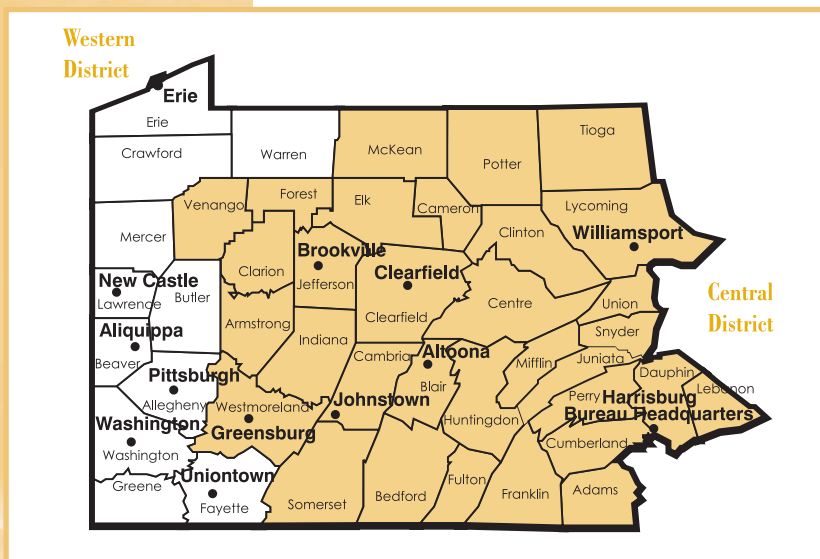 Western
District
Erie
Erie
Crawford
Warren
McKean
Potter
Tioga
Venango
Forest
Elk
Cameron
Lycoming
Mercer
Clinton
Williamsport
Brookville
Clarion
Jefferson
Clearfield
New Castle
Lawrence
Butler
Centre
Union
Central
District
Aliquippa
Armstrong
Clearfield
Snyder
Indiana
Cambria
Altoona
Mifflin
Juniata
Beaver
Blair
Dauphin
Pittsburgh
Allegheny
Perry
Lebanon
Westmoreland
Johnstown
Huntingdon
Harrisburg
Bureau Headquarters
Washington
Greensburg
Cumberland
Washington
Greene
Uniontown
Fayette
Somerset
Bedford
Fulton
Franklin
Adams